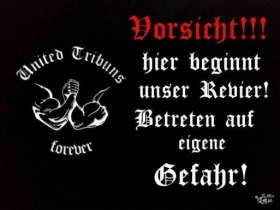 United Tribuns
forever
Vorsicht!!!
hier beginnt
unser Revier!
Betreten auf
eigene
Gefahr!